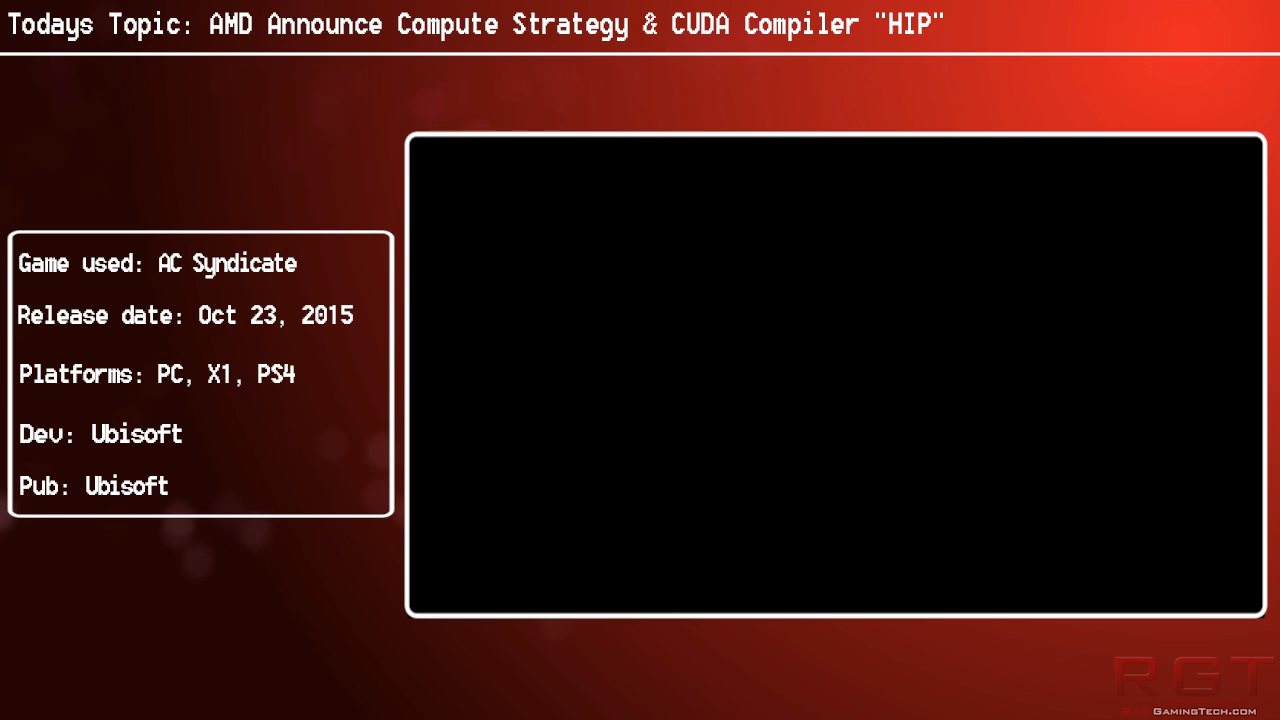 Todays Topic: AMD Announce Compute Strategy & CUDA Compiler "HIP"
Game used: AC Syndicate
Release date: Oct 23, 2015
Platforms: PC, X1, PS4
Dev: Ubisoft
Pub: Ubisoft
RGT
RedGamingTech.com